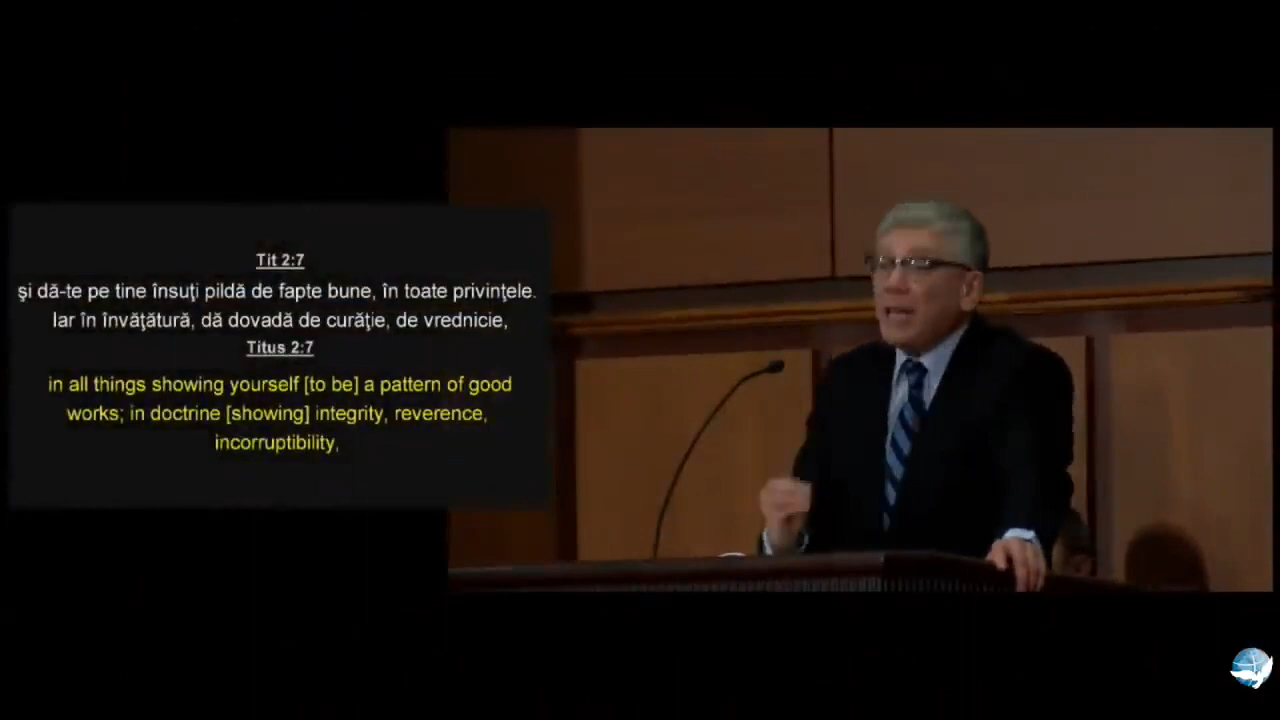 Tit 2:7
şi dă-te pe tine însuţi pildă de fapte bune, în toate privinţele.
Iar în învăţătură, dă dovadă de curăţie, de vrednicie,
Titus 2:7
in all things showing yourself [to be] a pattern of good
works; in doctrine [showing] integrity, reverence,
incorruptibility,